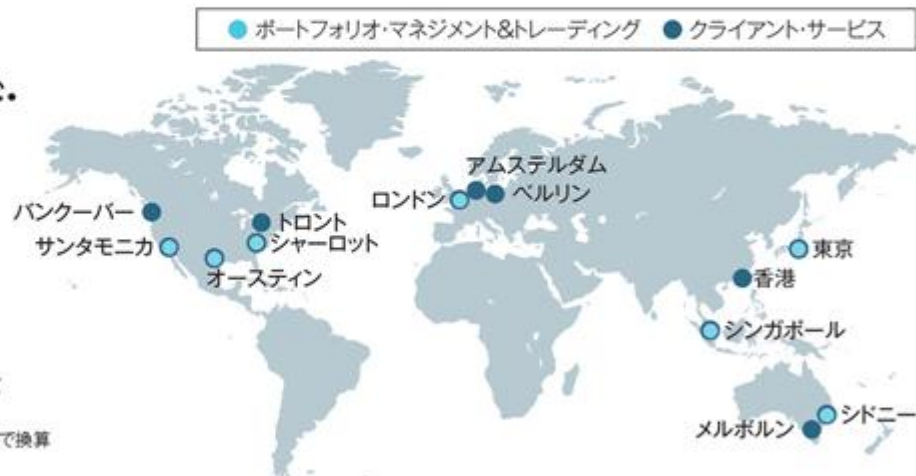 ポートフォリオ・マネジメント&トレーディング クライアント・サービス
アムステルダム
ロンドン
ベルリン
バンクーバー
トロント
サンタモニカ
シャーロット
オースティン
東京
香港
シンガポール
シドニー
メルボルン
で換算